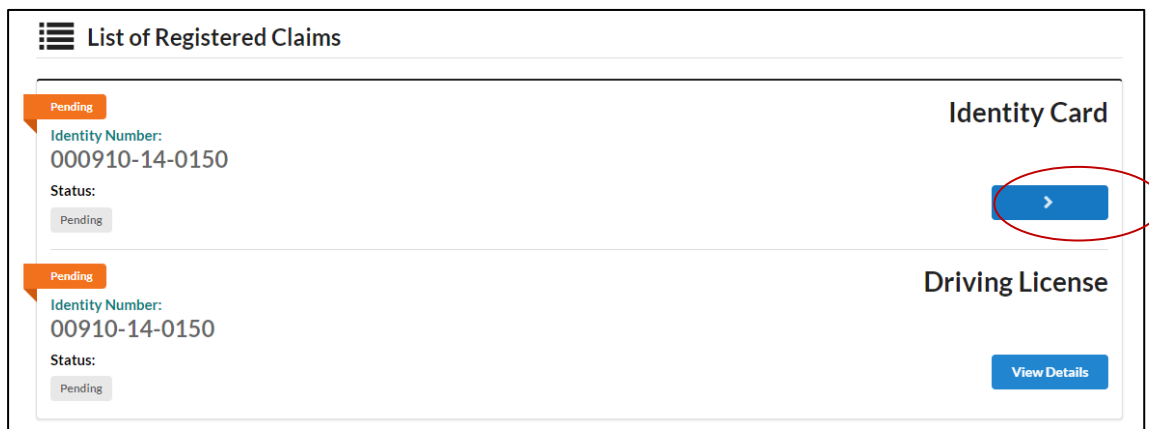 List of Registered Claims
Pending
Identity Card
Identity Number:
000910-14-0150
Status:
Pending
Pending
Driving License
Identity Number:
00910-14-0150
Status:
View Details
Pending